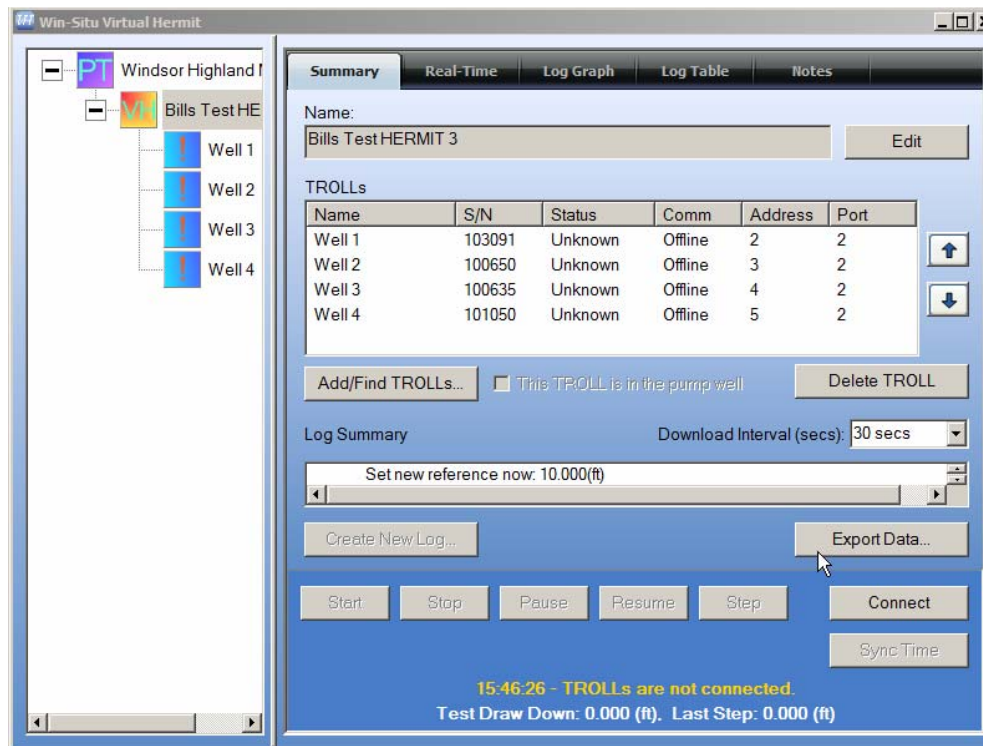 Win-Situ Virtual Hermit
PT Windsor Highland
VH Bills Test HE
! Well 1
! Well 2
! Well 3
! Well 4
Summary Real-Time Log Graph Log Table Notes
Name:
Bills Test HERMIT 3 Edit
TROLLs
Name S/N Status Comm Address Port
Well 1 103091 Unknown Offline 2 2
Well 2 100650 Unknown Offline 3 2
Well 3 100635 Unknown Offline 4 2
Well 4 101050 Unknown Offline 5 2
Add/Find TROLLs... This TROLL is in the pump well Delete TROLL
Log Summary Download Interval (secs): 30 secs
Set new reference now: 10.000(ft)
Create New Log... Export Data...
Start Stop Pause Resume Step Connect
Sync Time
15:46:26 - TROLLs are not connected.
Test Draw Down: 0.000 (ft), Last Step: 0.000 (ft)